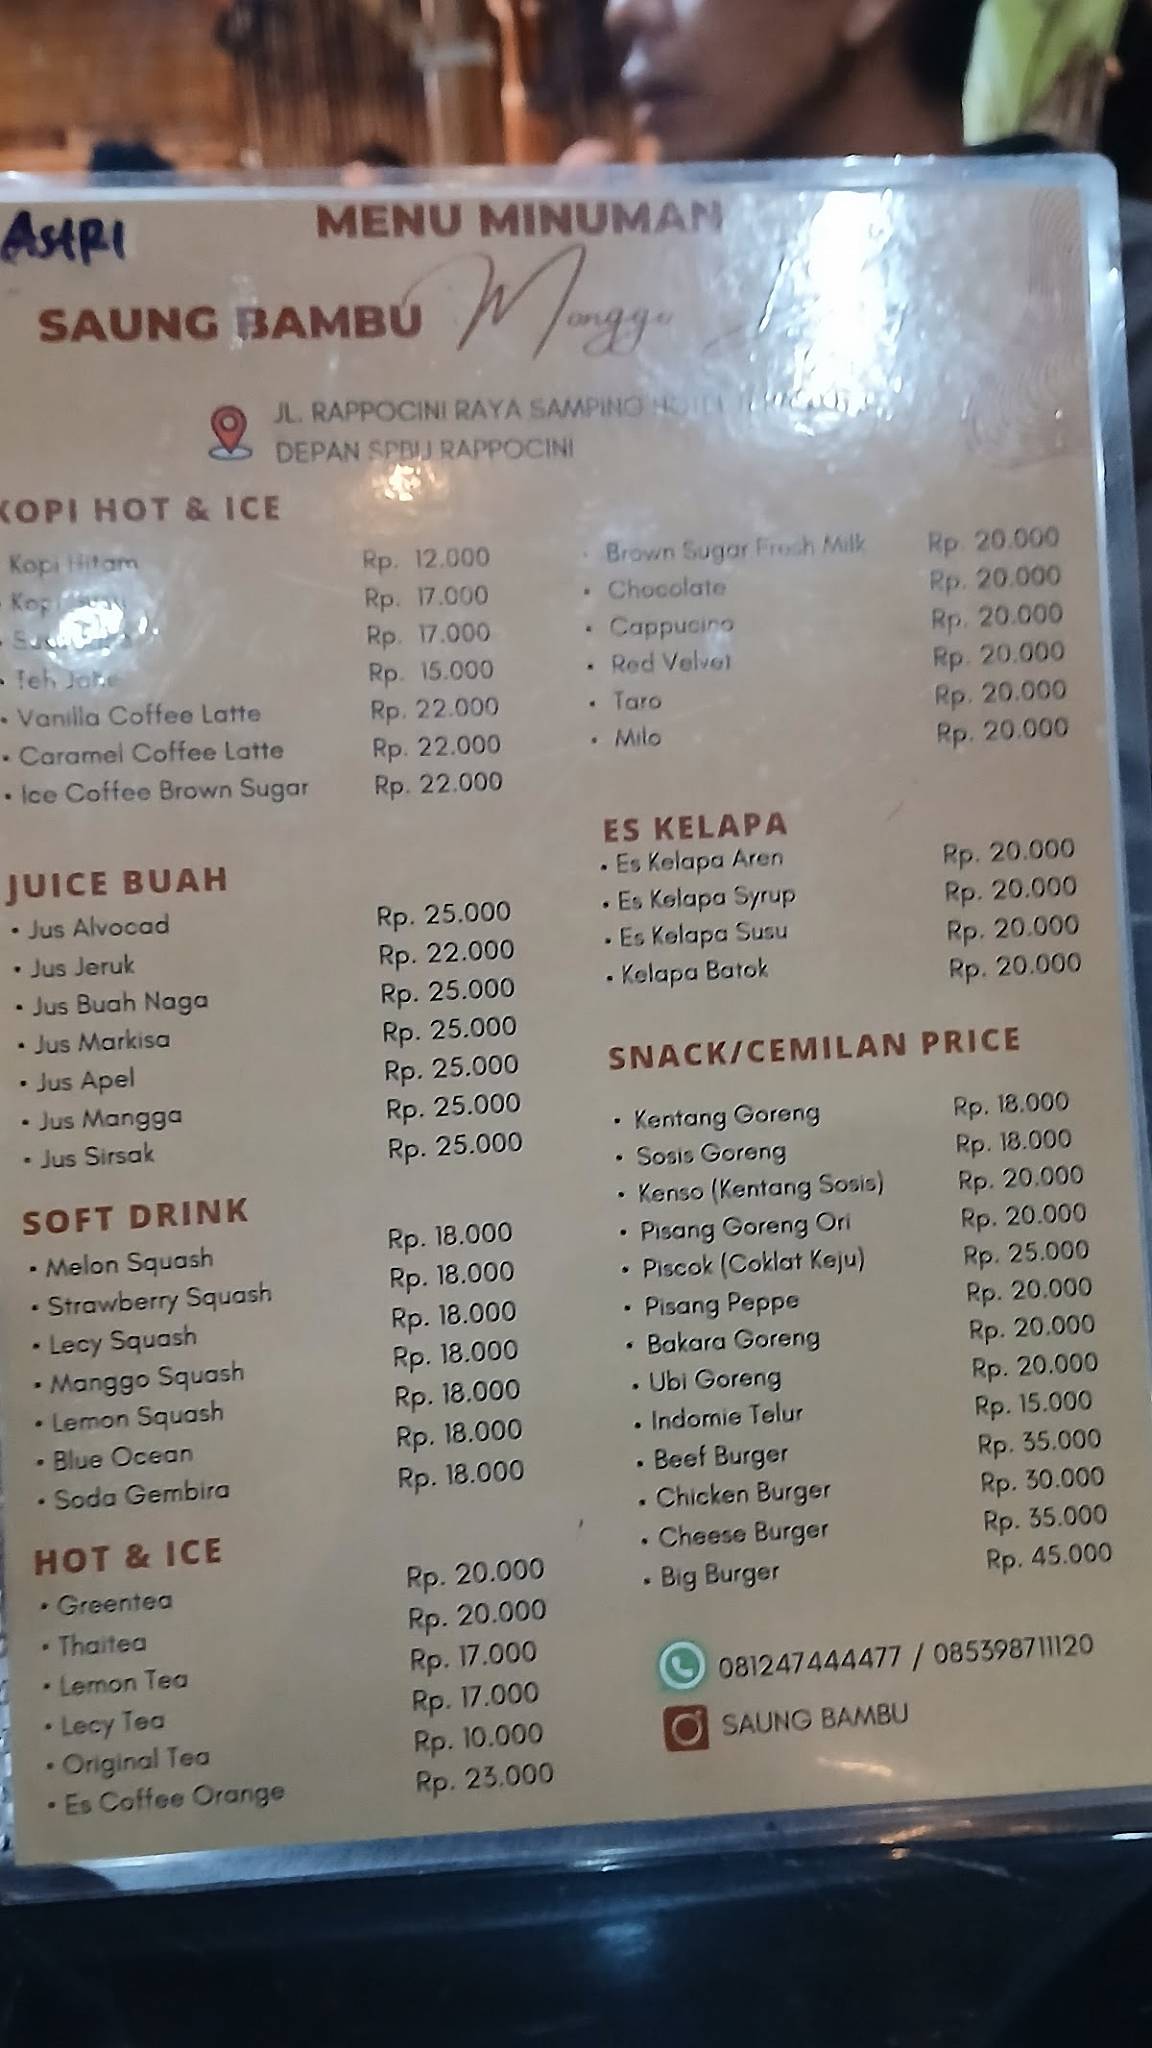 ASTRI
MENU MINUMAN
SAUNG BAMBU Mongge
JL. RAPPOCINI RAYA SAMPING HOTEL
DEPAN SPBU RAPPOCINI
KOPI HOT & ICE
Kopi Hitam Rp. 12.000
Kopi Rp. 17.000
Rp. 17.000
Teh Jahe Rp. 15.000
Vanilla Coffee Latte Rp. 22.000
Caramel Coffee Latte Rp. 22.000
Ice Coffee Brown Sugar Rp. 22.000
JUICE BUAH
Jus Alvocad Rp. 25.000
Jus Jeruk Rp. 22.000
Jus Buah Naga Rp. 25.000
Jus Markisa Rp. 25.000
Jus Apel Rp. 25.000
Jus Mangga Rp. 25.000
Jus Sirsak Rp. 25.000
SOFT DRINK
Melon Squash Rp. 18.000
Strawberry Squash Rp. 18.000
Lecy Squash Rp. 18.000
Manggo Squash Rp. 18.000
Lemon Squash Rp. 18.000
Blue Ocean Rp. 18.000
Soda Gembira Rp. 18.000
HOT & ICE
Greentea Rp. 20.000
Thaitea Rp. 20.000
Lemon Tea Rp. 17.000
Lecy Tea Rp. 17.000
Original Tea Rp. 10.000
Es Coffee Orange Rp. 23.000
Brown Sugar Fresh Milk Rp. 20.000
Chocolate Rp. 20.000
Cappucino Rp. 20.000
Red Velvet Rp. 20.000
Taro Rp. 20.000
Milo Rp. 20.000
ES KELAPA
Es Kelapa Aren Rp. 20.000
Es Kelapa Syrup Rp. 20.000
Es Kelapa Susu Rp. 20.000
Kelapa Batok Rp. 20.000
SNACK/CEMILAN PRICE
Kentang Goreng Rp. 18.000
Sosis Goreng Rp. 18.000
Kenso (Kentang Sosis) Rp. 20.000
Pisang Goreng Ori Rp. 20.000
Piscok (Coklat Keju) Rp. 25.000
Pisang Peppe Rp. 20.000
Bakara Goreng Rp. 20.000
Ubi Goreng Rp. 20.000
Indomie Telur Rp. 15.000
Beef Burger Rp. 35.000
Chicken Burger Rp. 30.000
Cheese Burger Rp. 35.000
Big Burger Rp. 45.000
081247444477 / 085398711120
SAUNG BAMBU